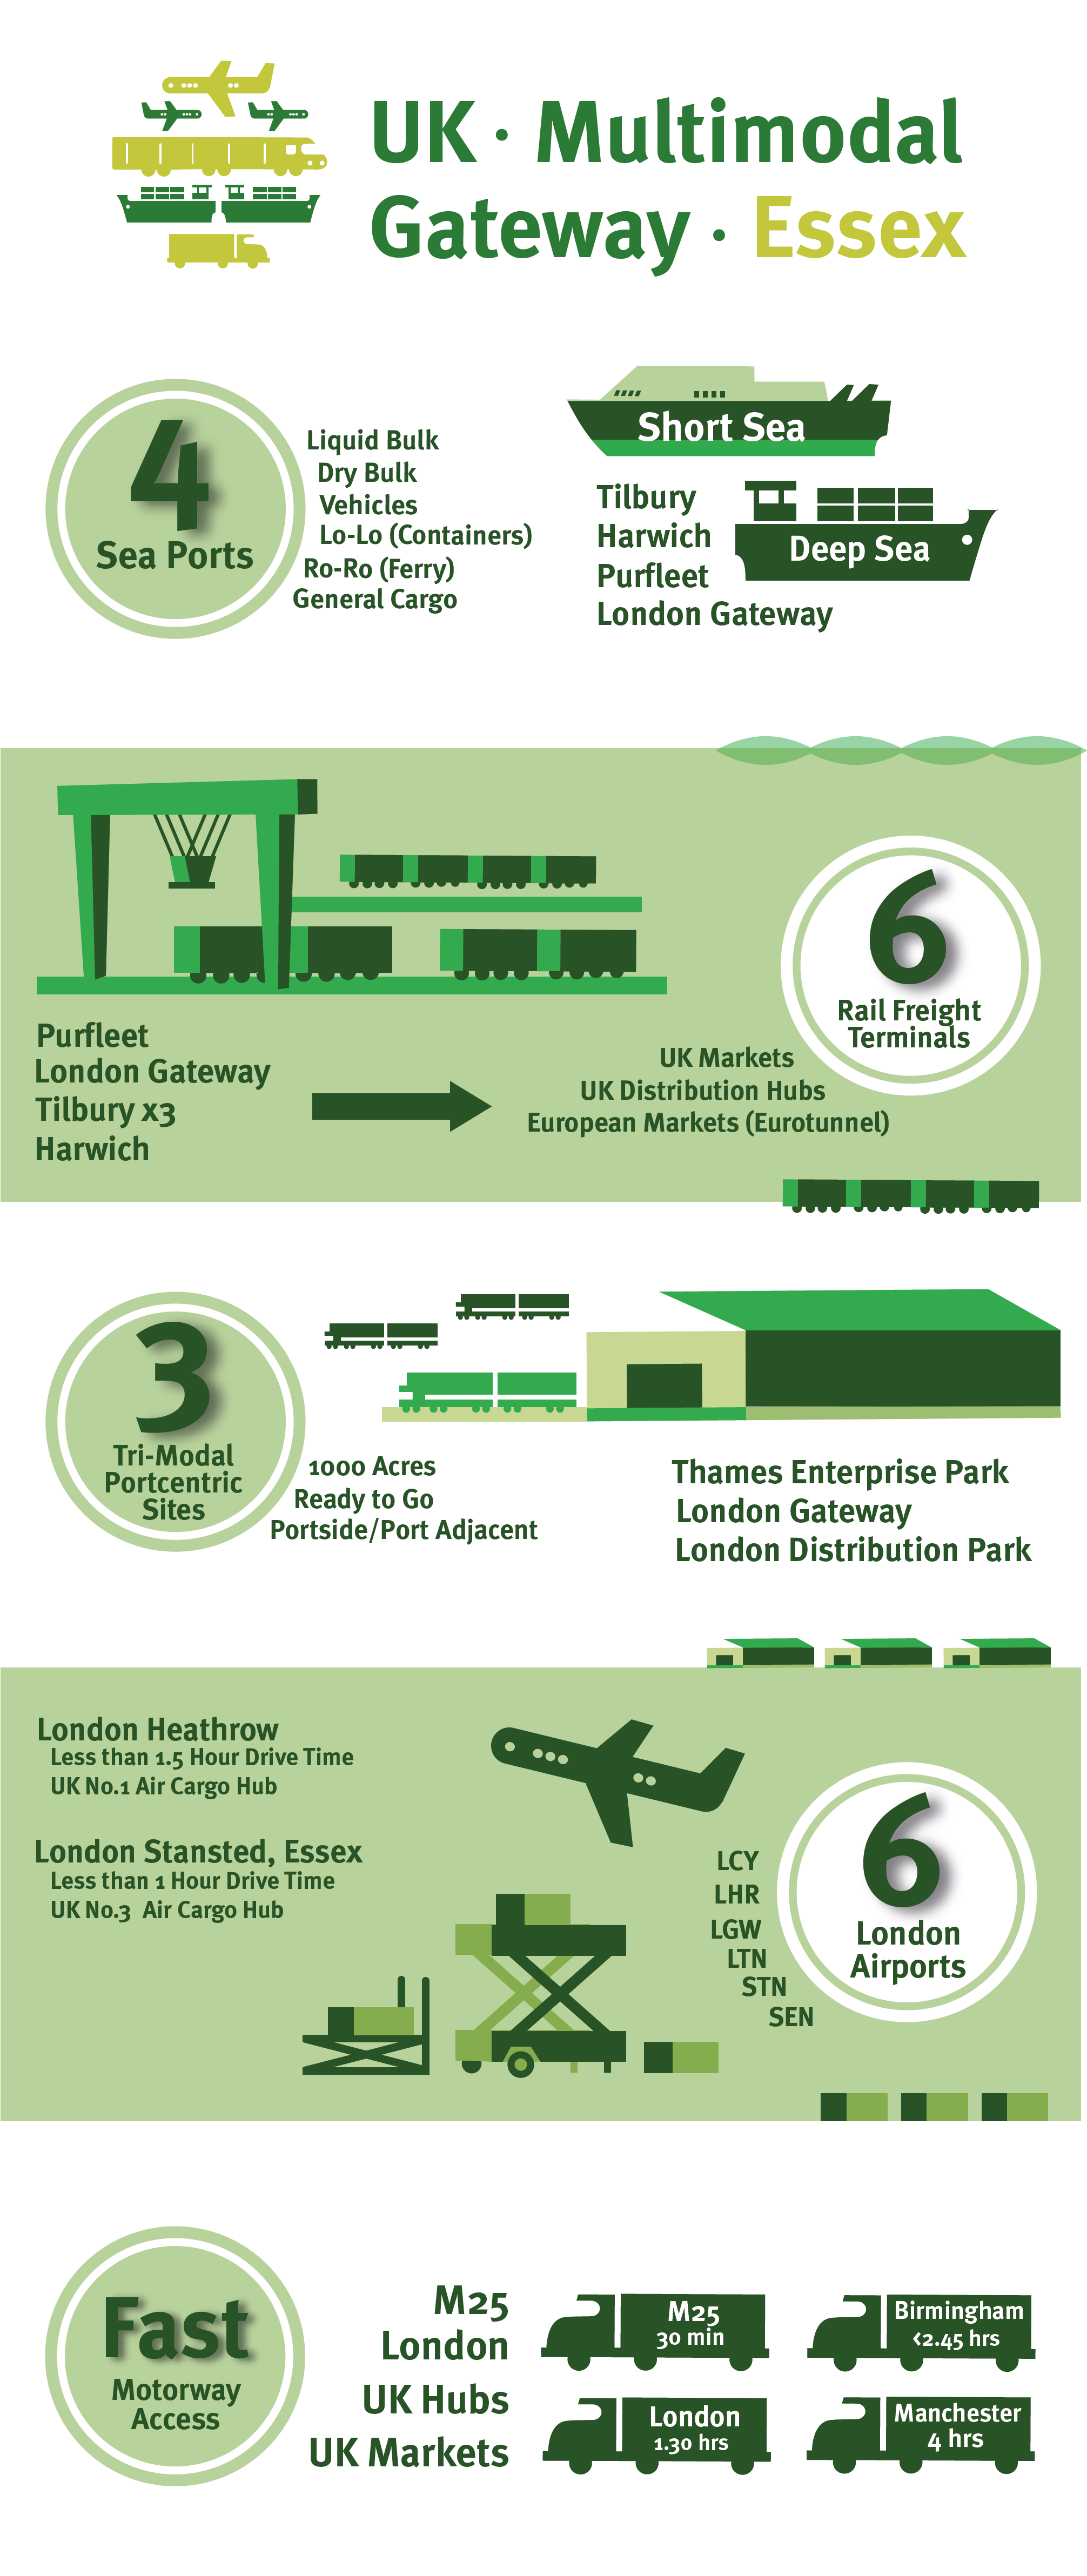 UK · Multimodal
Gateway · Essex
4
Sea Ports
Liquid Bulk
Dry Bulk
Vehicles
Lo-Lo (Containers)
Ro-Ro (Ferry)
General Cargo
Short Sea
Deep Sea
Tilbury
Harwich
Purfleet
London Gateway
6
Rail Freight
Terminals
Purfleet
London Gateway
Tilbury x3
Harwich
UK Markets
UK Distribution Hubs
European Markets (Eurotunnel)
3
Tri-Modal
Portcentric
Sites
1000 Acres
Ready to Go
Portside/Port Adjacent
Thames Enterprise Park
London Gateway
London Distribution Park
London Heathrow
Less than 1.5 Hour Drive Time
UK No.1 Air Cargo Hub
London Stansted, Essex
Less than 1 Hour Drive Time
UK No.3 Air Cargo Hub
LCY
LHR
LGW
LTN
STN
SEN
6
London
Airports
Fast
Motorway
Access
M25
London
UK Hubs
UK Markets
M25
30 min
Birmingham
<2.45 hrs
London
1.30 hrs
Manchester
4 hrs